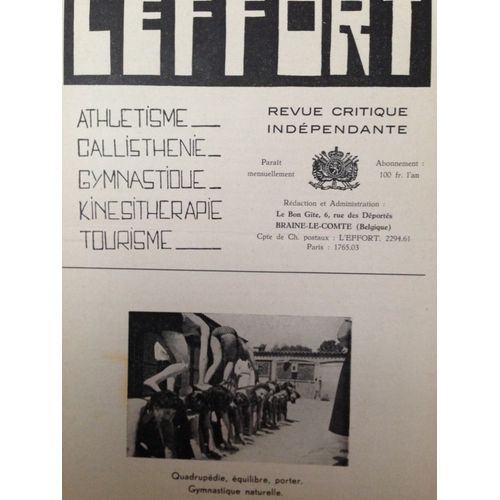 L'EFFORT
ATHLETISME
CALLISTHENIE
GYMNASTIQUE
KINESITHERAPIE
TOURISME
REVUE CRITIQUE
INDÉPENDANTE
Paraît
mensuellement
Abonnement :
100 fr. l'an
Rédaction et Administration :
Le Bon Gîte, 6, rue des Déportés
BRAINE-LE-COMTE (Belgique)
Cpte de Ch. postaux : L'EFFORT. 2294.61
Paris : 1765.03
Quadrupédie, équilibre, porter.
Gymnastique naturelle.